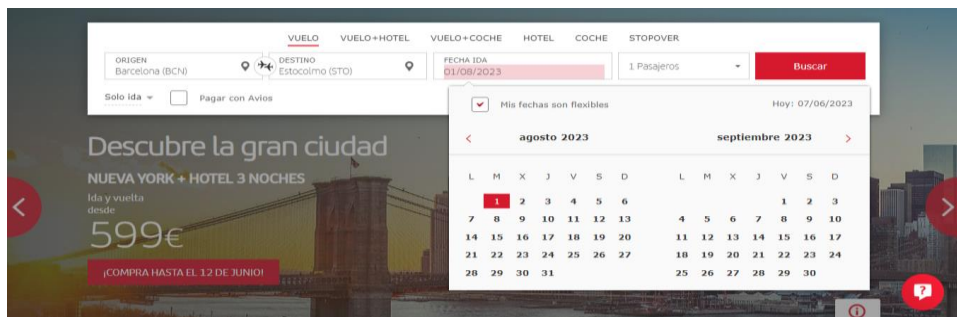 VUELO VUELO+HOTEL VUELO+COCHE HOTEL COCHE STOPOVER
ORIGEN DESTINO FECHA IDA
Barcelona (BCN) Estocolmo (STO) 01/08/2023 1 Pasajeros Buscar
Solo ida Pagar con Avios
Mis fechas son flexibles Hoy: 07/06/2023
agosto 2023 septiembre 2023
L M X J V S D L M X J V S D
1 2 3 4 5 6 1 2 3
7 8 9 10 11 12 13 4 5 6 7 8 9 10
14 15 16 17 18 19 20 11 12 13 14 15 16 17
21 22 23 24 25 26 27 18 19 20 21 22 23 24
28 29 30 31 25 26 27 28 29 30
Descubre la gran ciudad
NUEVA YORK + HOTEL 3 NOCHES
Ida y vuelta
desde
599€
¡COMPRA HASTA EL 12 DE JUNIO!